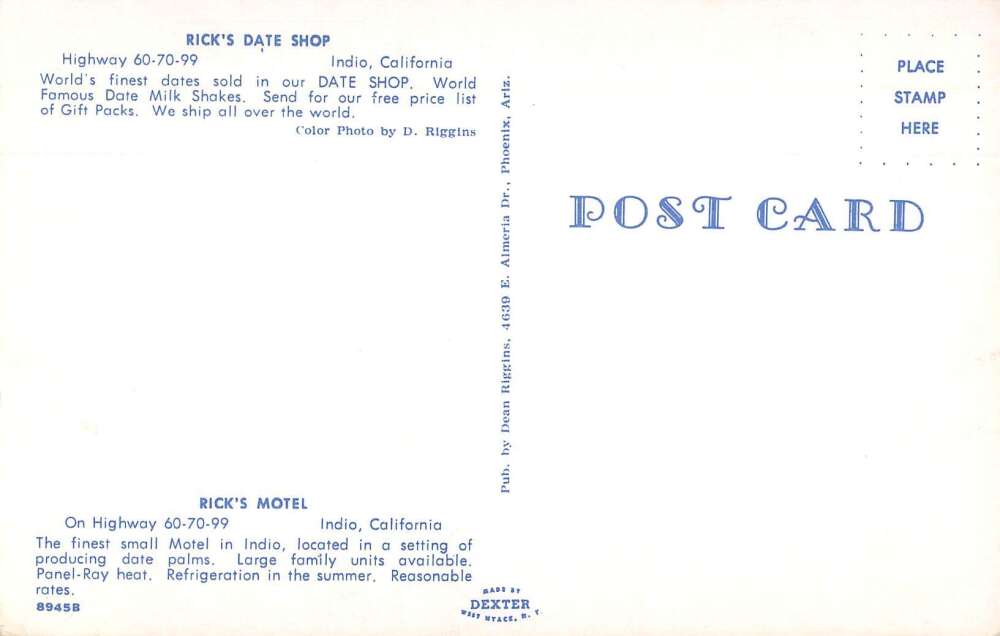 RICK'S DATE SHOP
Highway 60-70-99 Indio, California
World's finest dates sold in our DATE SHOP. World
Famous Date Milk Shakes. Send for our free price list
of Gift Packs. We ship all over the world.
Color Photo by D. Riggins
Pub. by Dean Riggins, 4639 E. Almeria Dr., Phoenix, Ariz.
PLACE
STAMP
HERE
POST CARD
RICK'S MOTEL
On Highway 60-70-99 Indio, California
The finest small Motel in Indio, located in a setting of
producing date palms. Large family units available.
Panel-Ray heat. Refrigeration in the summer. Reasonable
rates.
8945B
MADE BY
DEXTER
WEST NYACK, N. Y.